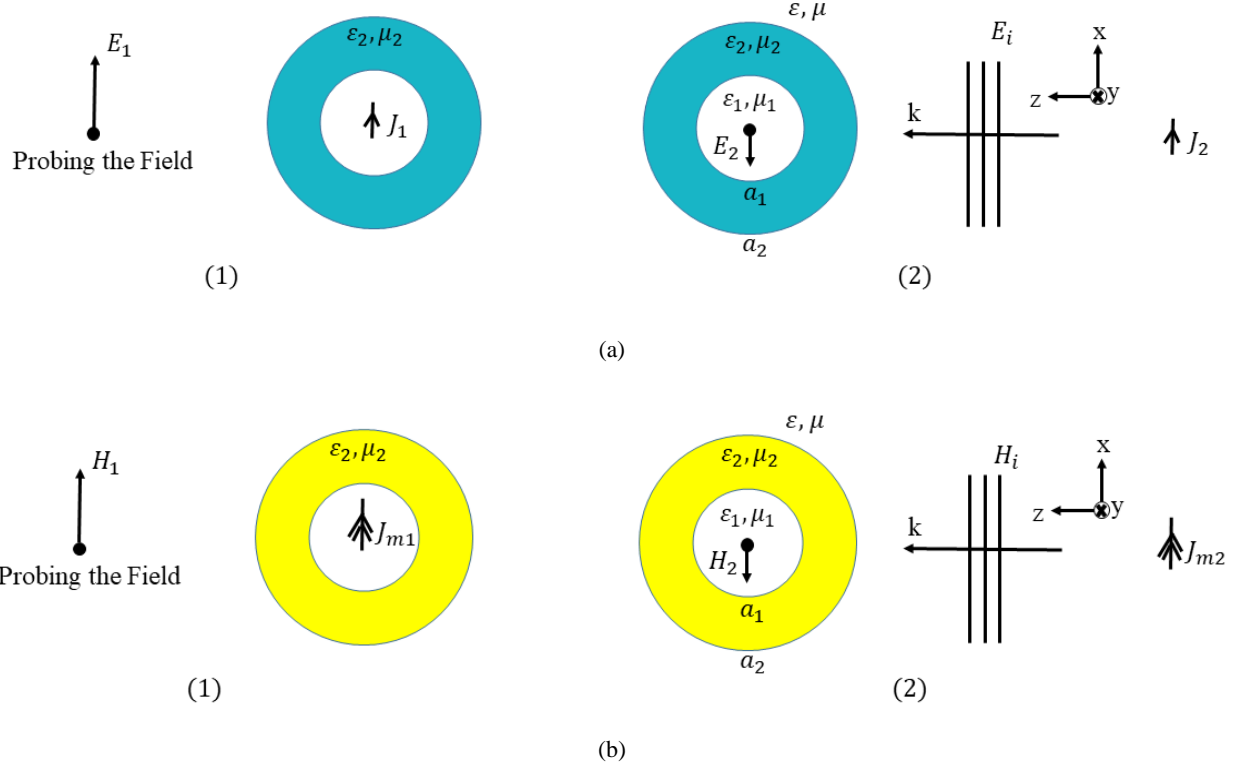 E₁
Probing the Field
ε₂, μ₂
J₁
(1)
ε, μ
ε₂, μ₂
ε₁, μ₁
E₂
a₁
a₂
k
Eᵢ
x
z
y
J₂
(2)
(a)
H₁
Probing the Field
ε₂, μ₂
Jₘ₁
(1)
ε, μ
ε₂, μ₂
ε₁, μ₁
H₂
a₁
a₂
k
Hᵢ
x
z
y
Jₘ₂
(2)
(b)